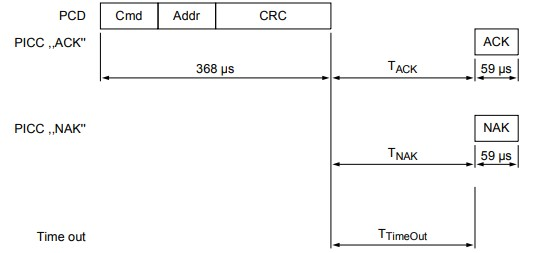 PCD Cmd Addr CRC
PICC ,,ACK" ACK
368 µs TACK 59 µs
PICC ,,NAK" NAK
TNAK 59 µs
Time out TTimeOut